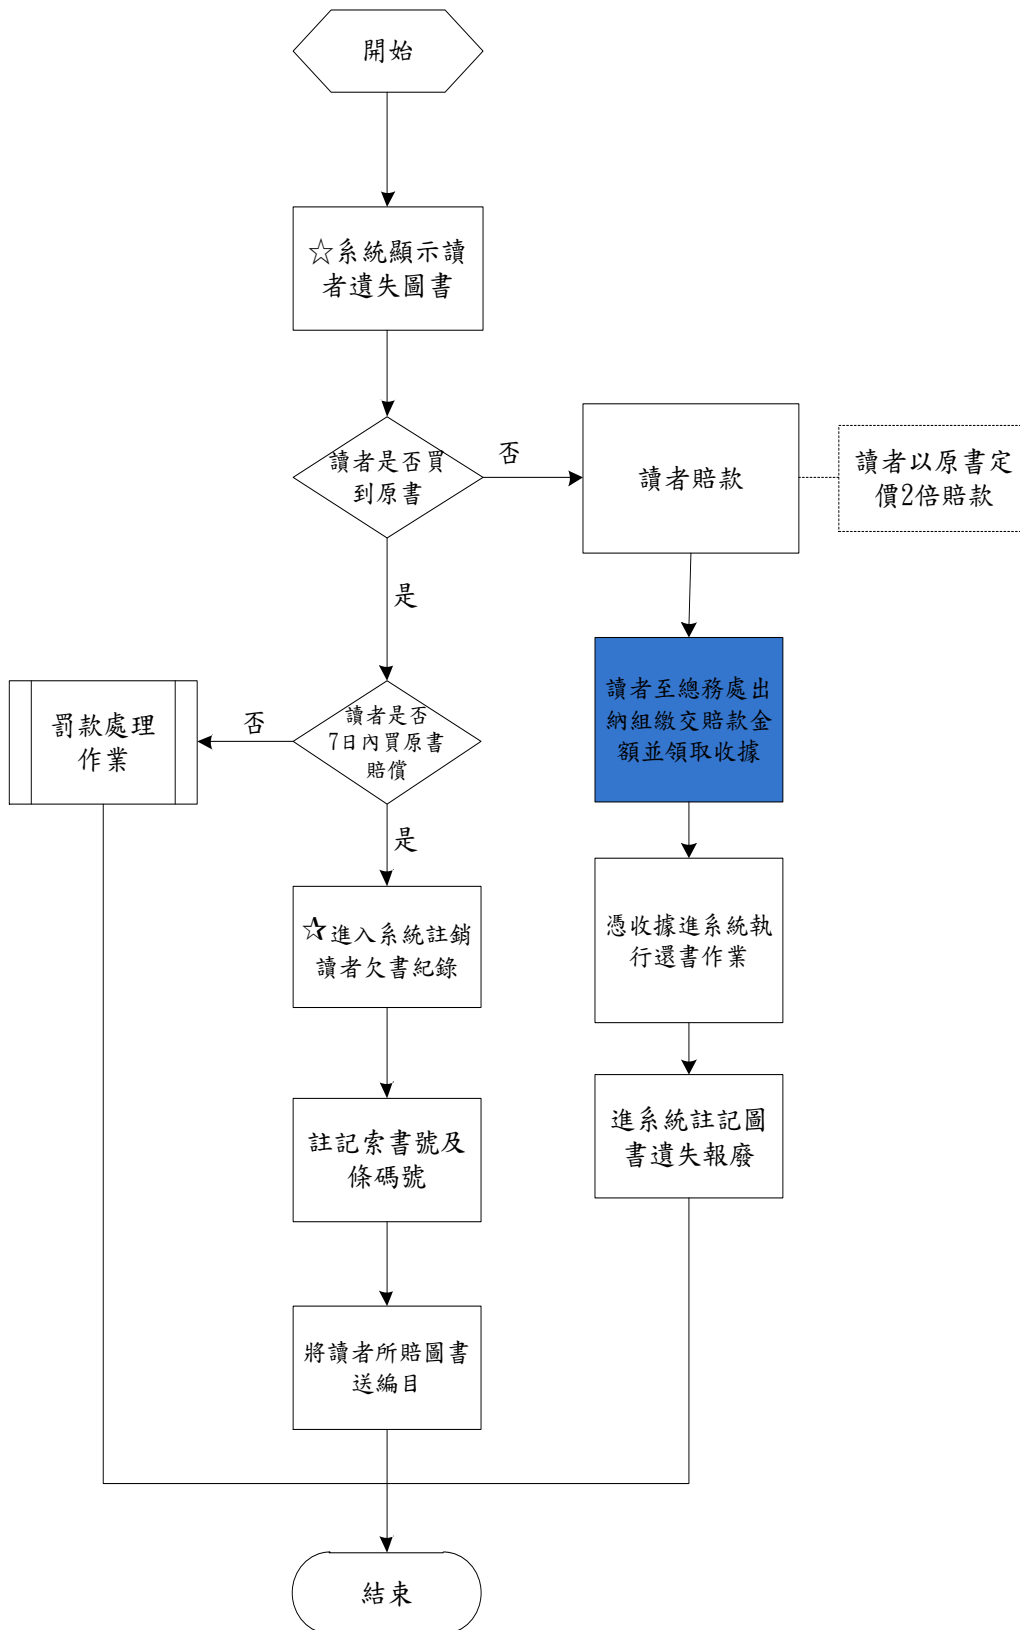 開始
☆系統顯示讀
者遺失圖書
讀者是否買
到原書
否
讀者賠款
讀者以原書定
價2倍賠款
是
讀者至總務處出
納組繳交賠款金
額並領取收據
讀者是否
7日內買原書
賠償
否
罰款處理
作業
是
☆進入系統註銷
讀者欠書紀錄
憑收據進系統執
行還書作業
註記索書號及
條碼號
進系統註記圖
書遺失報廢
將讀者所賠圖書
送編目
結束